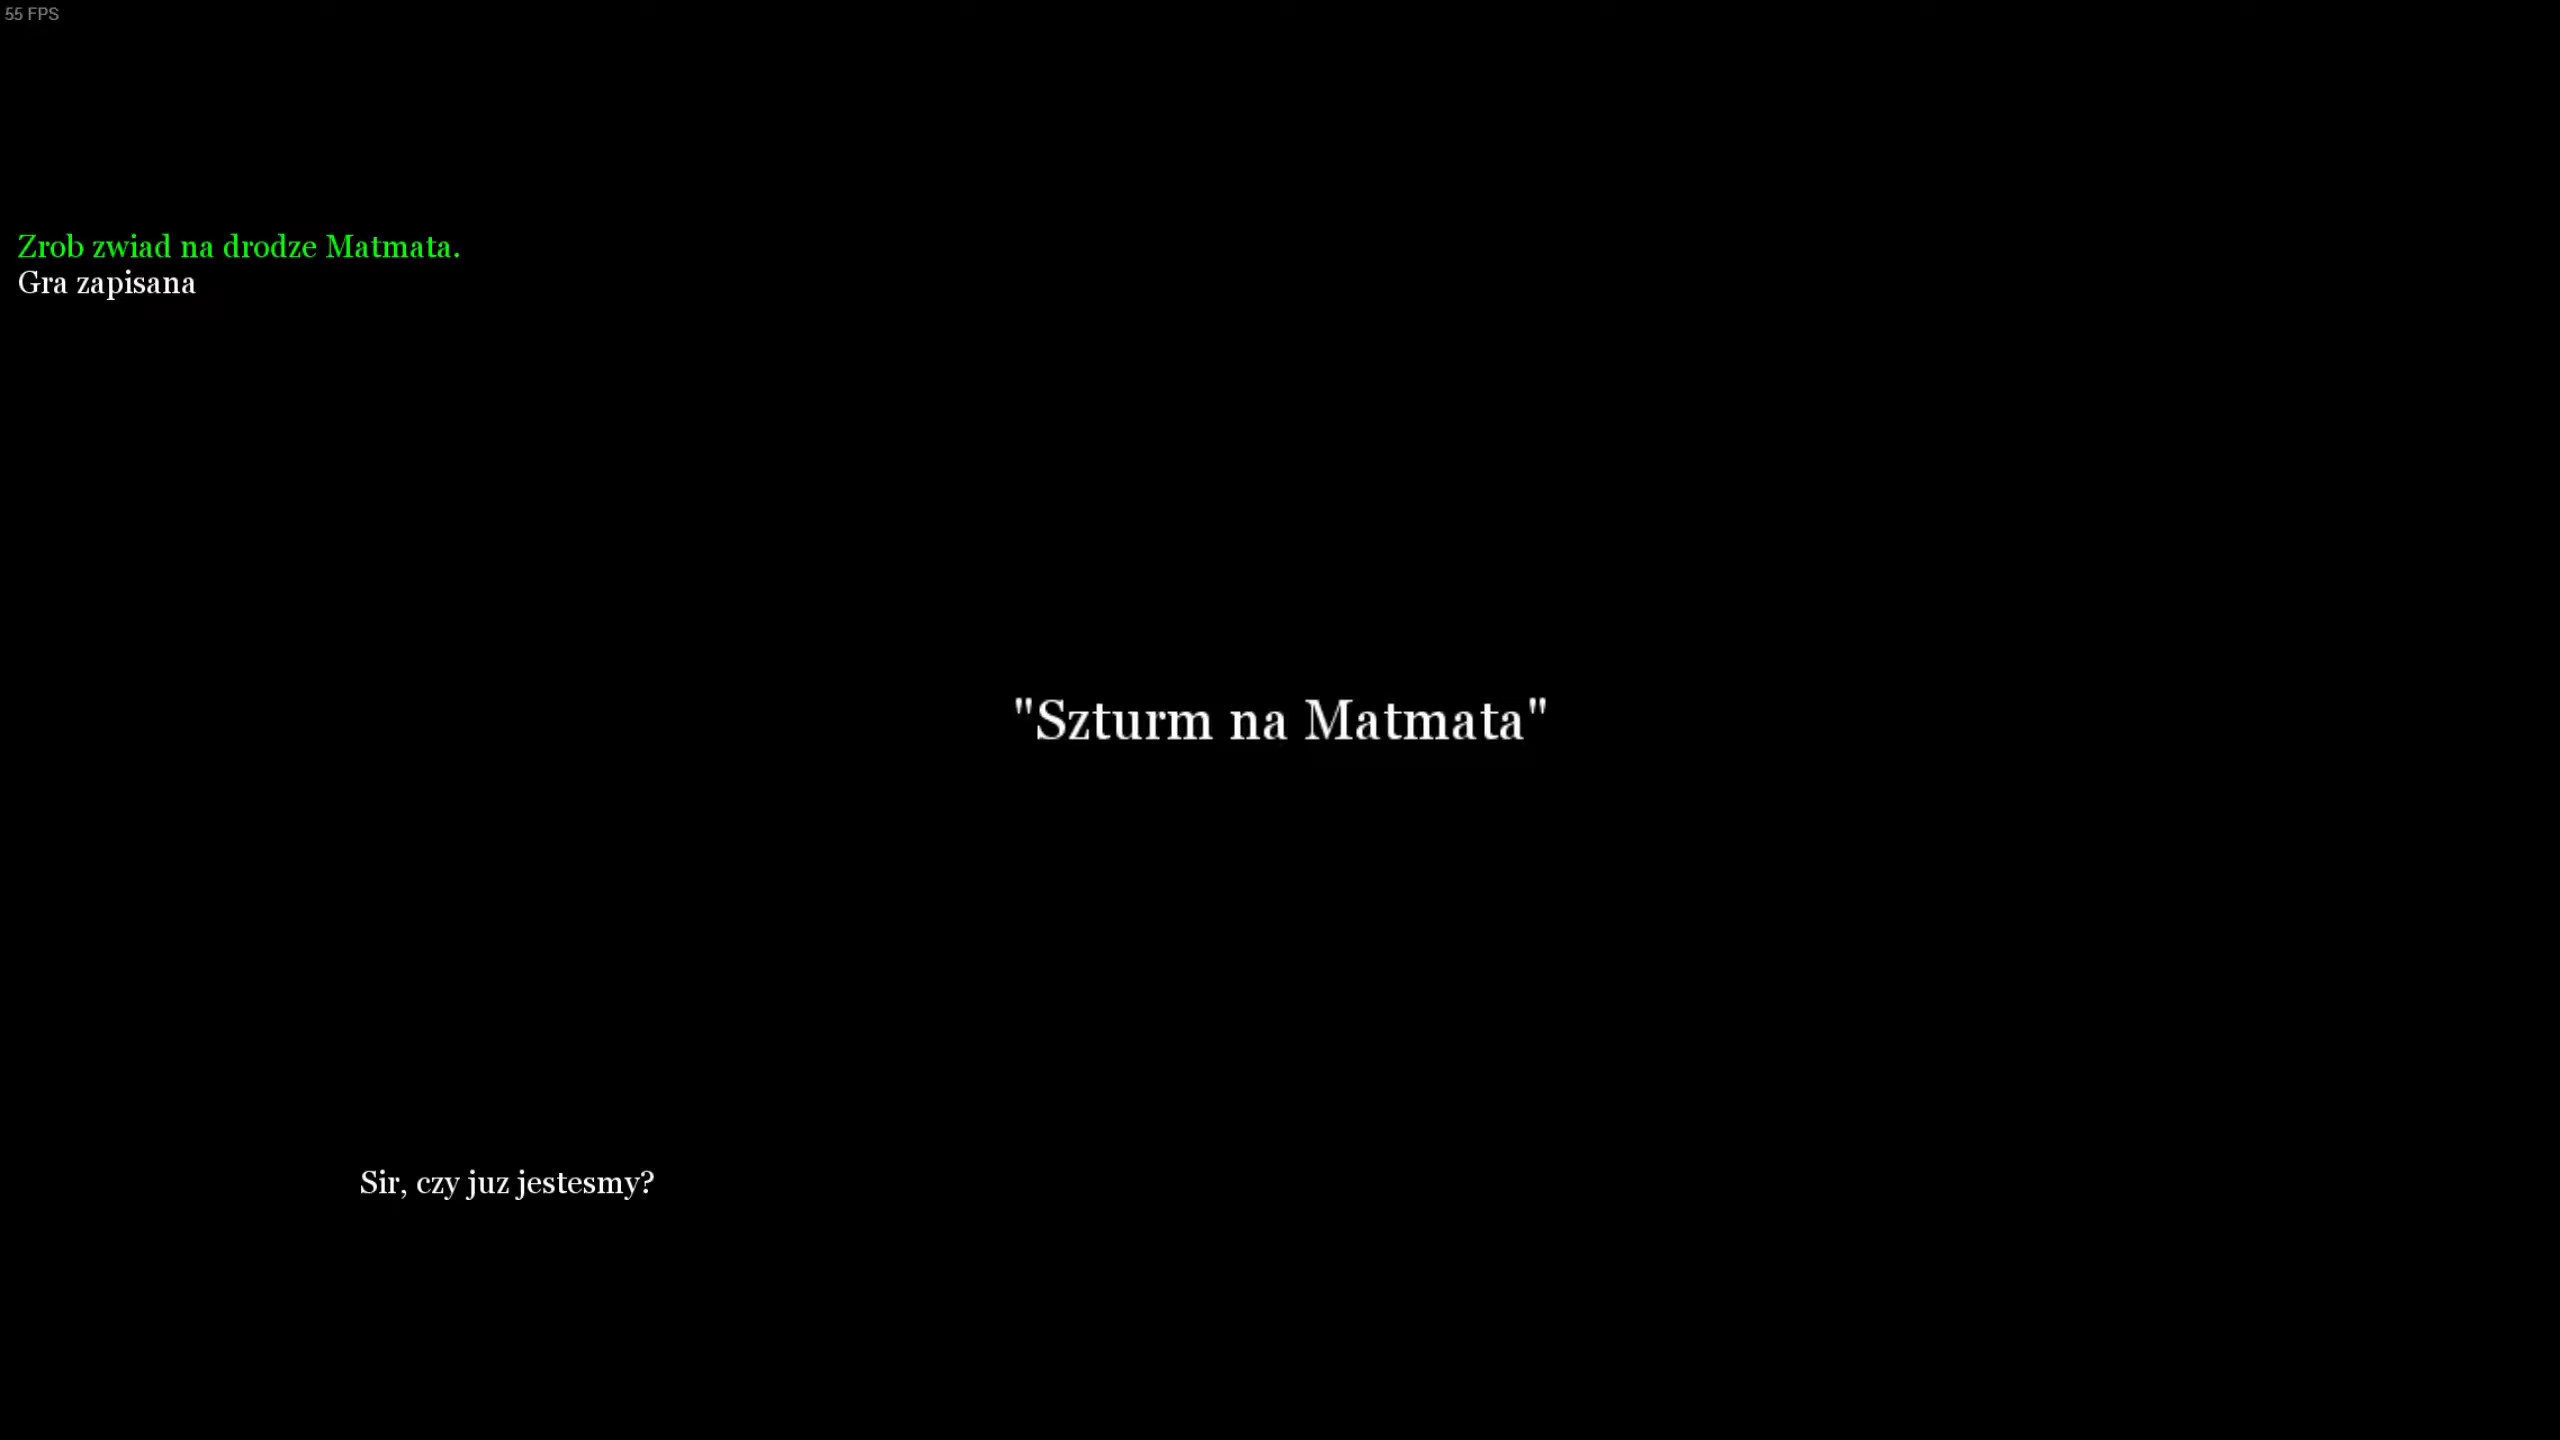 55 FPS
Zrob zwiad na drodze Matmata.
Gra zapisana
"Szturm na Matmata"
Sir, czy juz jestesmy?